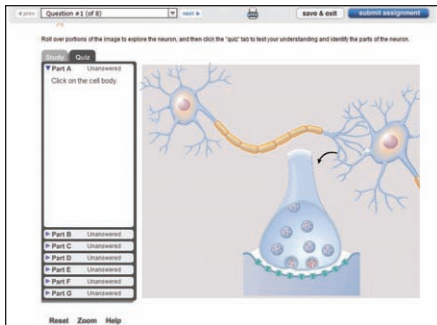 prev Question #1 (of 8) next save & exit submit assignment
Roll over portions of the image to explore the neuron, and then click the "quiz" tab to test your understanding and identify the parts of the neuron.
Study Quiz
Part A Unanswered
Click on the cell body.
Part B Unanswered
Part C Unanswered
Part D Unanswered
Part E Unanswered
Part F Unanswered
Part G Unanswered
Reset Zoom Help